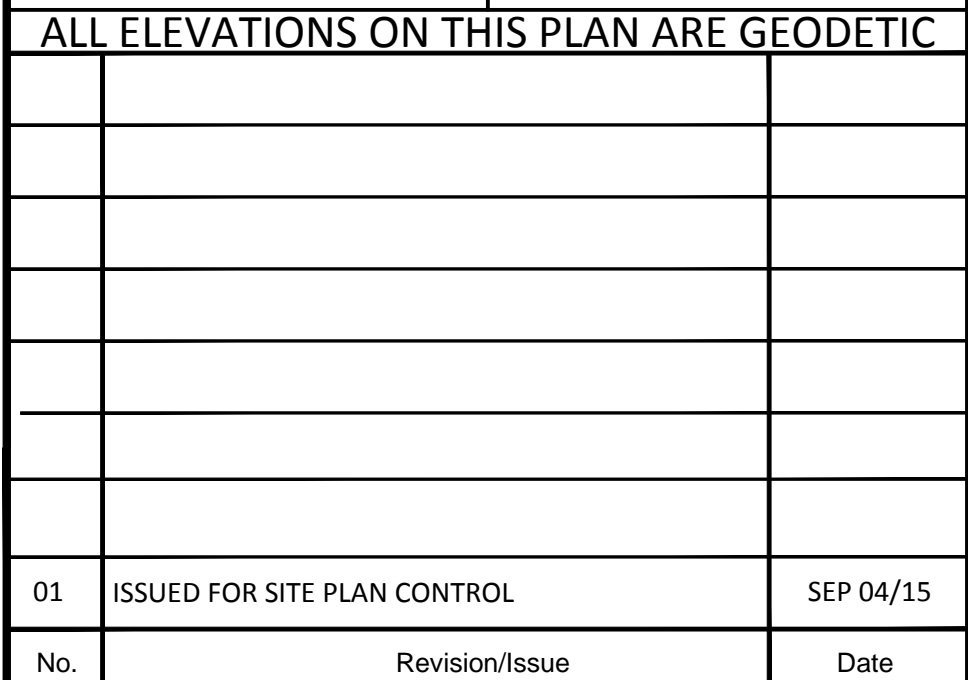 ALL ELEVATIONS ON THIS PLAN ARE GEODETIC
01 ISSUED FOR SITE PLAN CONTROL SEP 04/15
No. Revision/Issue Date